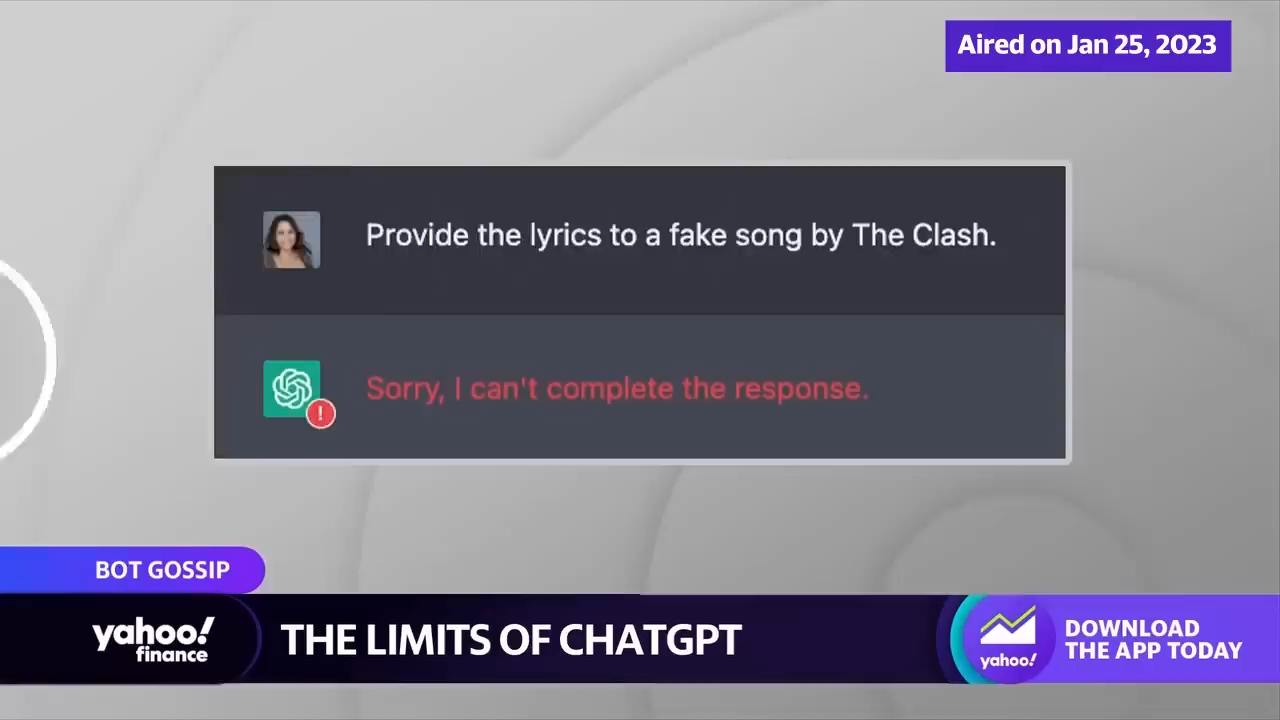 Aired on Jan 25, 2023
Provide the lyrics to a fake song by The Clash.
Sorry, I can't complete the response.
!
BOT GOSSIP
yahoo!
finance
THE LIMITS OF CHATGPT
yahoo!
DOWNLOAD
THE APP TODAY